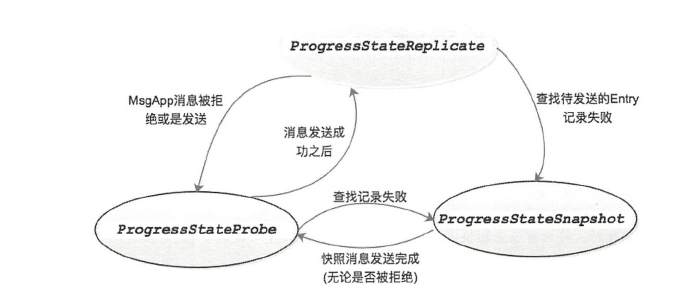 ProgressStateReplicate
MsgApp消息被拒
绝或是发送
消息发送成
功之后
查找待发送的Entry
记录失败
ProgressStateProbe
查找记录失败
ProgressStateSnapshot
快照消息发送完成
(无论是否被拒绝)